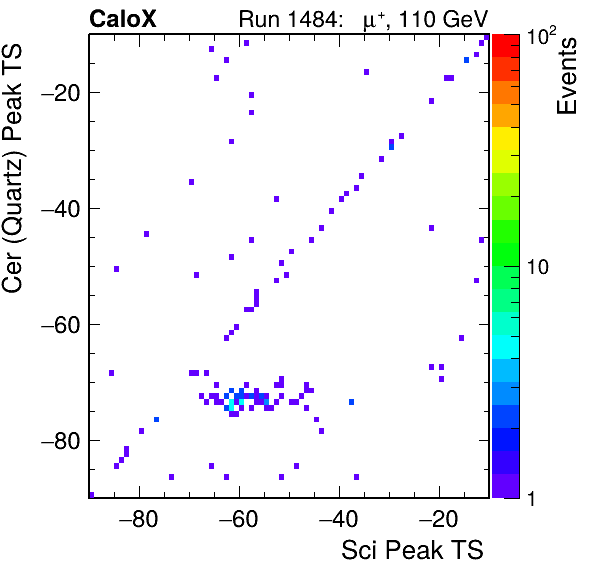 CaloX Run 1484: μ⁺, 110 GeV
10²
10
1
Events
Cer (Quartz) Peak TS
−20
−40
−60
−80
−80 −60 −40 −20
Sci Peak TS